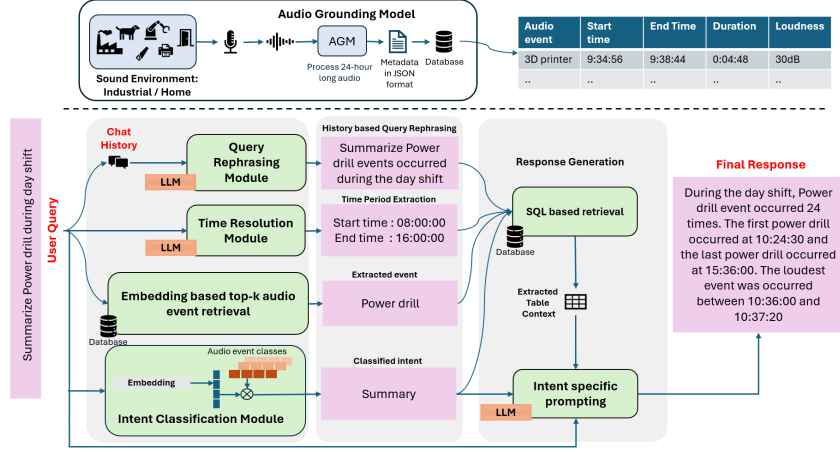 Audio Grounding Model
AGM
Process 24-hour
long audio
Metadata
in JSON
format
Database
Sound Environment:
Industrial / Home
Audio event | Start time | End Time | Duration | Loudness
3D printer | 9:34:56 | 9:38:44 | 0:04:48 | 30dB
.. | .. | .. | .. | ..
Summarize Power drill during day shift
User Query
Chat
History
Query
Rephrasing
Module
LLM
Time Resolution
Module
LLM
Embedding based top-k audio
event retrieval
Database
Audio event classes
Embedding
Intent Classification Module
History based Query Rephrasing
Summarize Power
drill events occurred
during the day shift
Time Period Extraction
Start time : 08:00:00
End time : 16:00:00
Extracted event
Power drill
Classified intent
Summary
Response Generation
SQL based retrieval
Database
Extracted
Table
Context
Intent specific
prompting
LLM
Final Response
During the day shift, Power
drill event occurred 24
times. The first power drill
occurred at 10:24:30 and
the last power drill occurred
at 15:36:00. The loudest
event was occurred
between 10:36:00 and
10:37:20